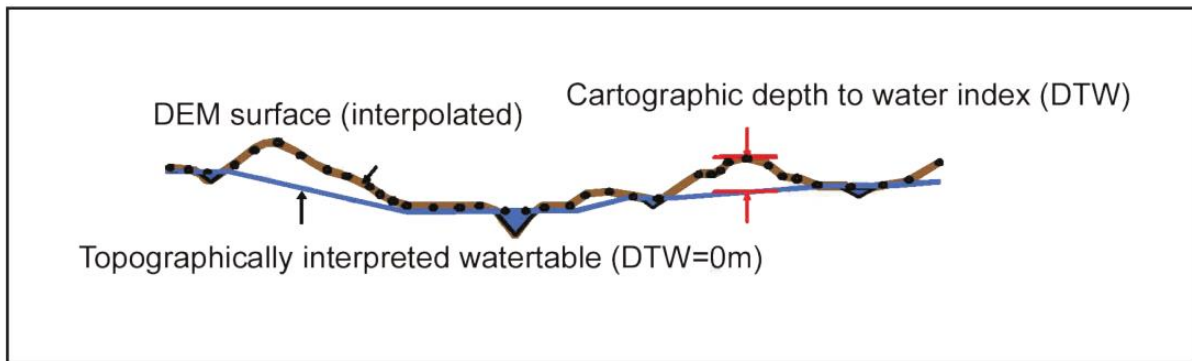 Cartographic depth to water index (DTW)
DEM surface (interpolated)
Topographically interpreted watertable (DTW=0m)